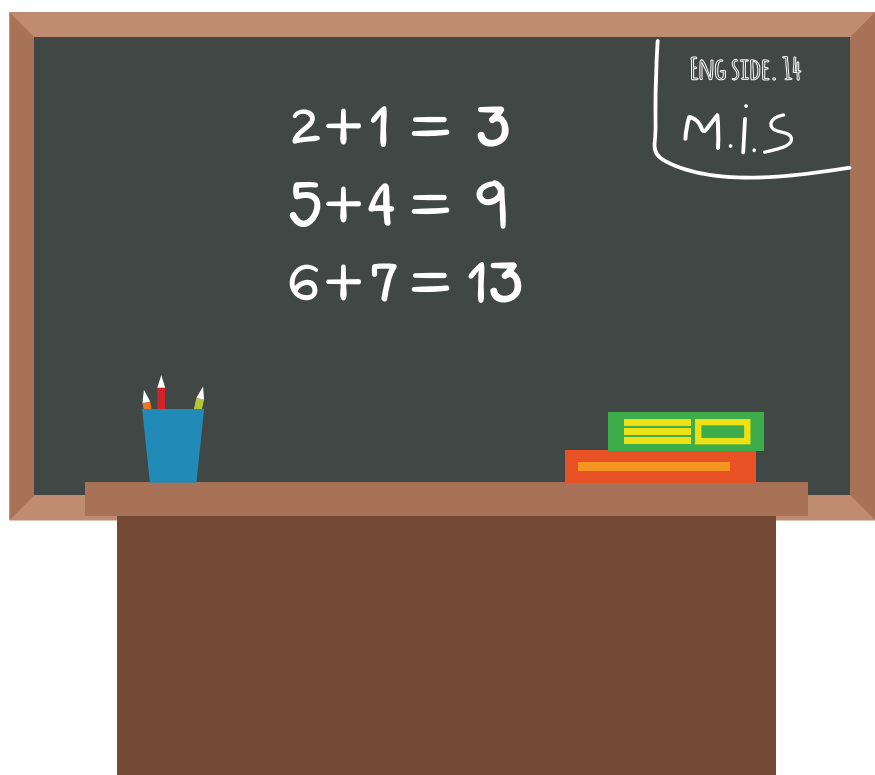 Eng side. 14
M.i.S
2+1 = 3
5+4 = 9
6+7 = 13